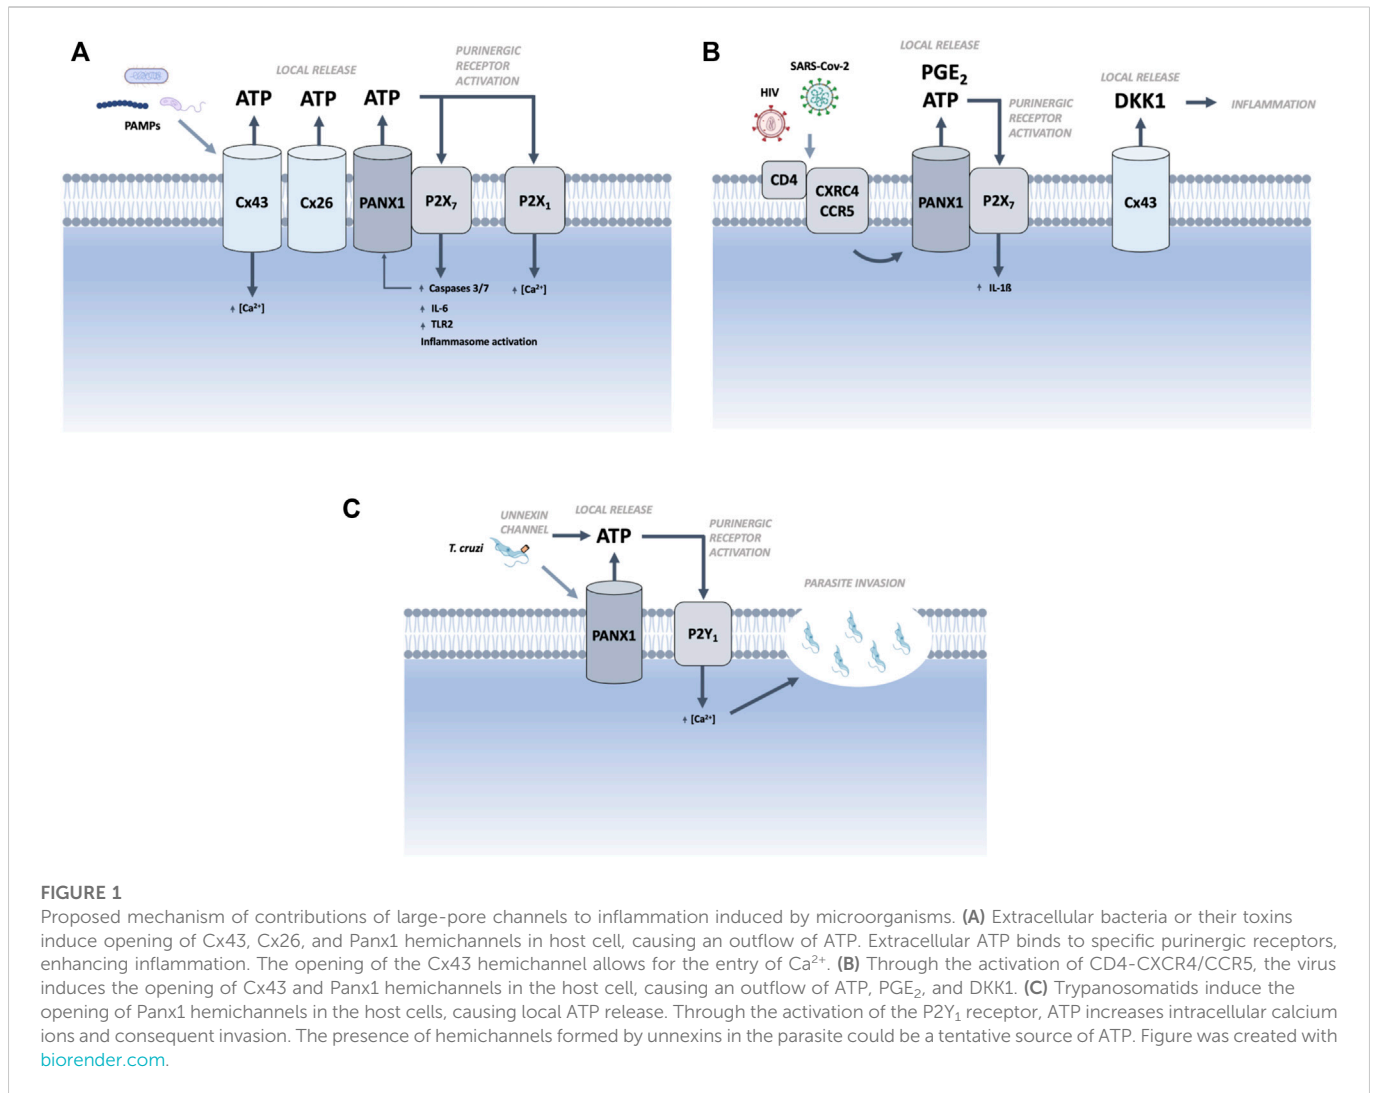 A
PAMPs
LOCAL RELEASE
ATP
ATP
ATP
PURINERGIC
RECEPTOR
ACTIVATION
Cx43
Cx26
PANX1
P2X₇
P2X₁
[Ca²⁺]
Caspases 3/7
IL-6
TLR2
Inflammasome activation
[Ca²⁺]
B
HIV
SARS-Cov-2
LOCAL RELEASE
PGE₂
ATP
PURINERGIC
RECEPTOR
ACTIVATION
LOCAL RELEASE
DKK1
INFLAMMATION
CD4
CXRC4
CCR5
PANX1
P2X₇
Cx43
IL-1ß
C
UNNEXIN
CHANNEL
LOCAL RELEASE
T. cruzi
ATP
PURINERGIC
RECEPTOR
ACTIVATION
PARASITE INVASION
PANX1
P2Y₁
[Ca²⁺]
FIGURE 1
Proposed mechanism of contributions of large-pore channels to inflammation induced by microorganisms. (A) Extracellular bacteria or their toxins
induce opening of Cx43, Cx26, and Panx1 hemichannels in host cell, causing an outflow of ATP. Extracellular ATP binds to specific purinergic receptors,
enhancing inflammation. The opening of the Cx43 hemichannel allows for the entry of Ca²⁺. (B) Through the activation of CD4-CXCR4/CCR5, the virus
induces the opening of Cx43 and Panx1 hemichannels in the host cell, causing an outflow of ATP, PGE₂, and DKK1. (C) Trypanosomatids induce the
opening of Panx1 hemichannels in the host cells, causing local ATP release. Through the activation of the P2Y₁ receptor, ATP increases intracellular calcium
ions and consequent invasion. The presence of hemichannels formed by unnexins in the parasite could be a tentative source of ATP. Figure was created with
biorender.com.